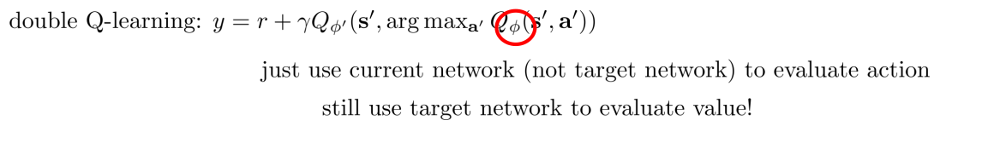 double Q-learning: $y = r + \gamma Q_{\phi'}(\mathbf{s}', \arg\max_{\mathbf{a}'} Q_{\phi}(\mathbf{s}', \mathbf{a}'))$
just use current network (not target network) to evaluate action
still use target network to evaluate value!